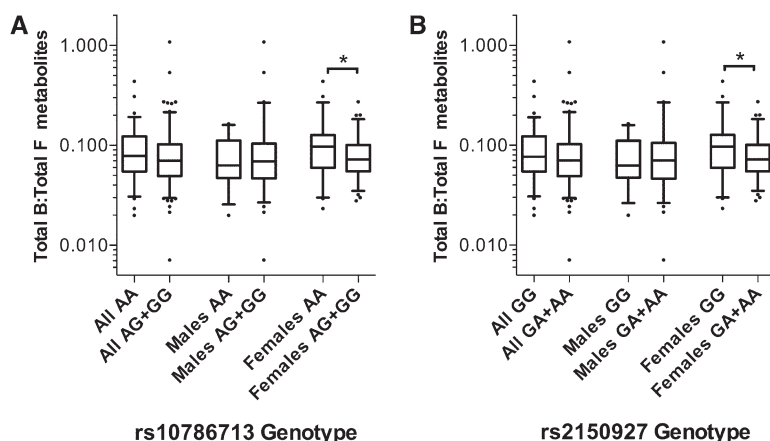 A
Total B:Total F metabolites
1.000
0.100
0.010
*
All AA
All AG+GG
Males AA
Males AG+GG
Females AA
Females AG+GG
rs10786713 Genotype
B
Total B:Total F metabolites
1.000
0.100
0.010
*
All GG
All GA+AA
Males GG
Males GA+AA
Females GG
Females GA+AA
rs2150927 Genotype